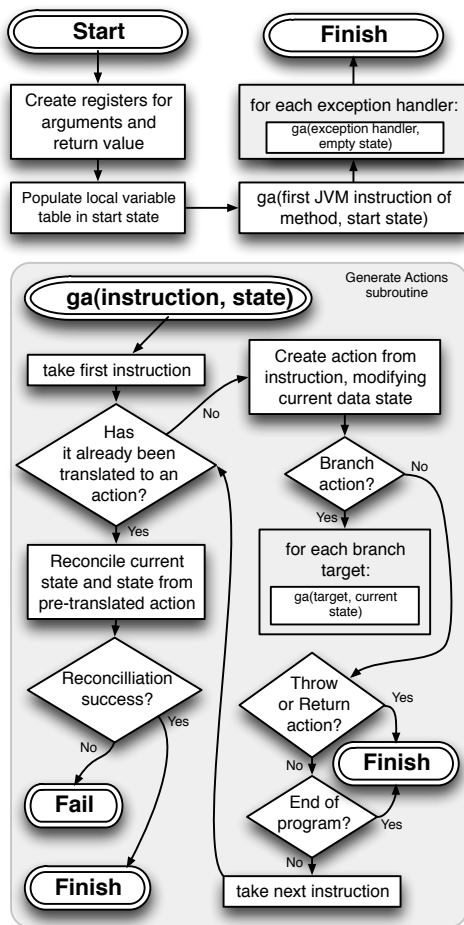 Start
Finish
Create registers for
arguments and
return value
for each exception handler:
ga(exception handler,
empty state)
Populate local variable
table in start state
ga(first JVM instruction of
method, start state)
Generate Actions
subroutine
ga(instruction, state)
take first instruction
Create action from
instruction, modifying
current data state
No
Has
it already been
translated to an
action?
Branch
action?
No
Yes
Yes
Reconcile current
state and state from
pre-translated action
for each branch
target:
ga(target, current
state)
Reconcilliation
success?
Throw
or Return
action?
Yes
Yes
No
No
Finish
Fail
End of
program?
Yes
No
Finish
take next instruction